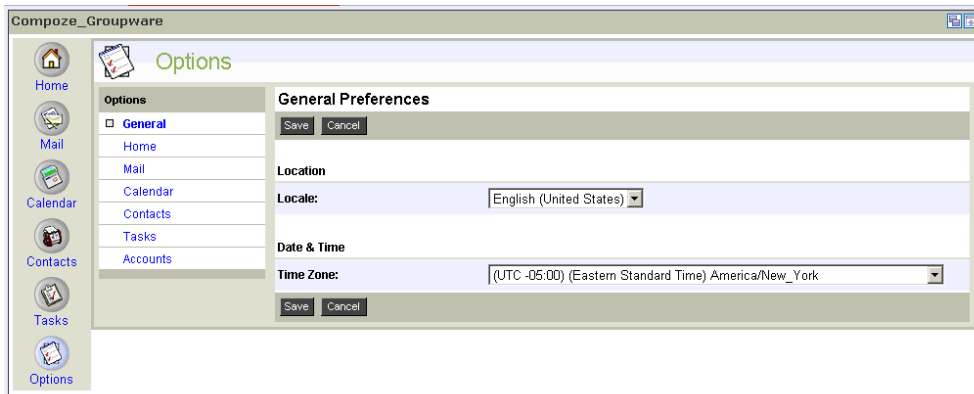 Compoze_Groupware
Home
Mail
Calendar
Contacts
Tasks
Options
Options
Options
General
Home
Mail
Calendar
Contacts
Tasks
Accounts
General Preferences
Save Cancel
Location
Locale: English (United States)
Date & Time
Time Zone: (UTC -05:00) (Eastern Standard Time) America/New_York
Save Cancel